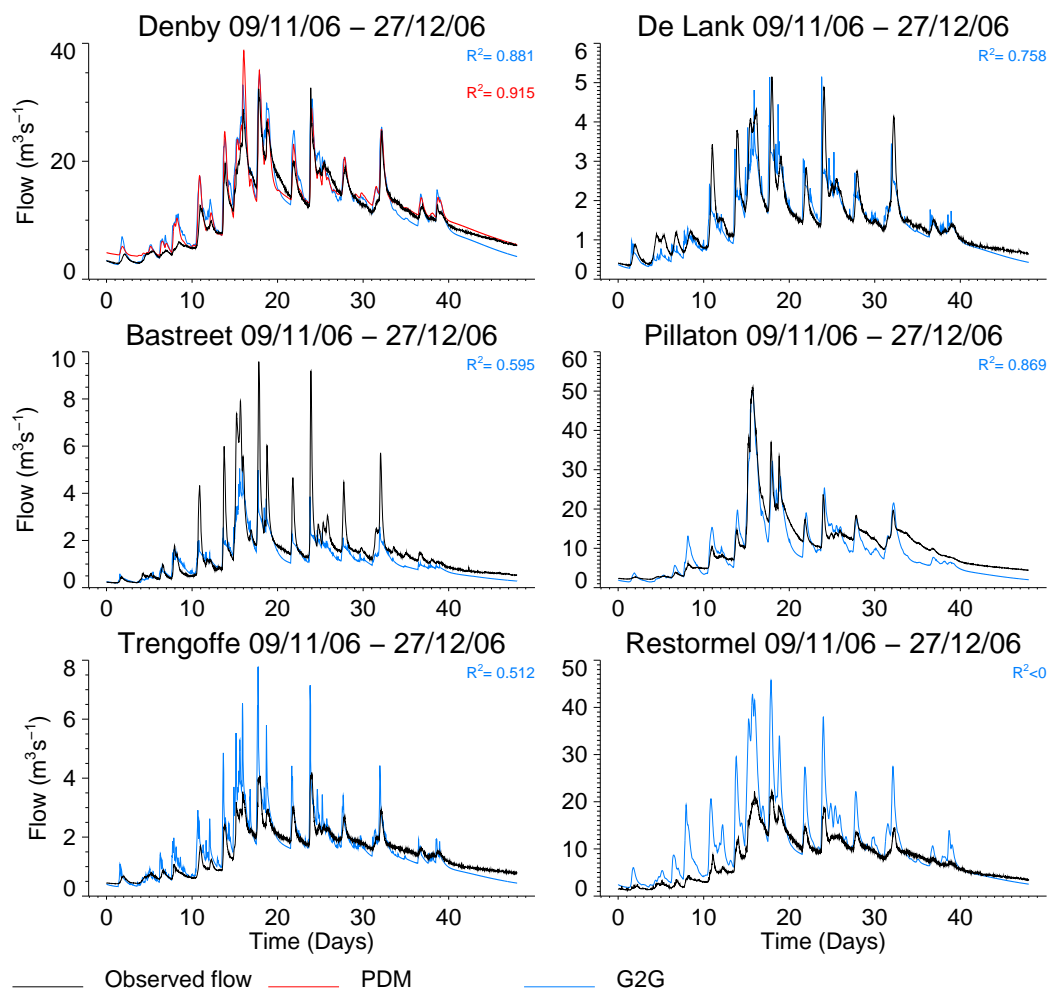 Denby 09/11/06 – 27/12/06
R²= 0.881
R²= 0.915
Flow (m³s⁻¹)
40
20
0
0 10 20 30 40
De Lank 09/11/06 – 27/12/06
R²= 0.758
6
5
4
3
2
1
0
0 10 20 30 40
Bastreet 09/11/06 – 27/12/06
R²= 0.595
Flow (m³s⁻¹)
10
8
6
4
2
0
0 10 20 30 40
Pillaton 09/11/06 – 27/12/06
R²= 0.869
60
50
40
30
20
10
0
0 10 20 30 40
Trengoffe 09/11/06 – 27/12/06
R²= 0.512
Flow (m³s⁻¹)
8
6
4
2
0
0 10 20 30 40
Time (Days)
Restormel 09/11/06 – 27/12/06
R²<0
50
40
30
20
10
0
0 10 20 30 40
Time (Days)
Observed flow PDM G2G